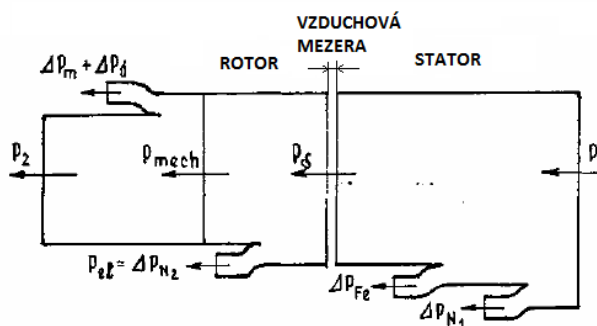 VZDUCHOVÁ
MEZERA
ROTOR
STATOR
ΔPm + ΔPd
P2
Pmech
Pδ
P
Pel = ΔPN2
ΔPFe
ΔPN1